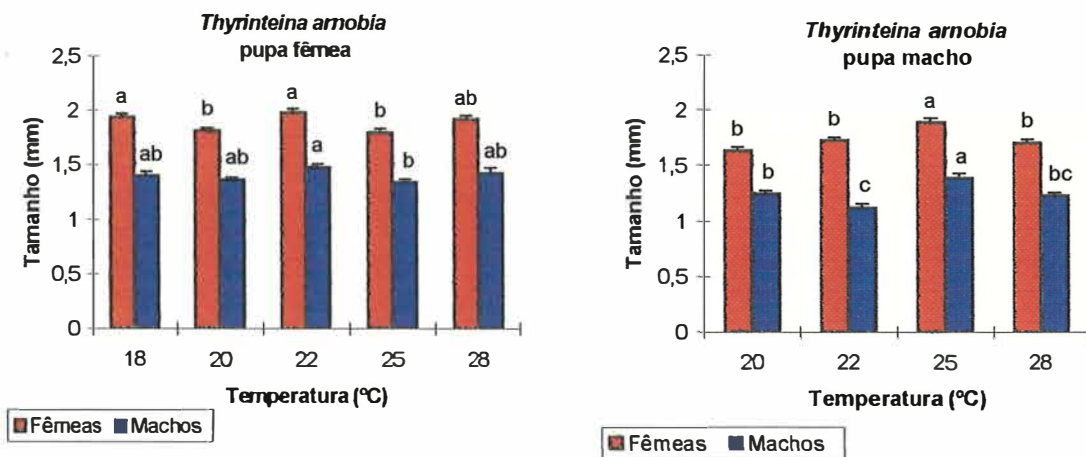 Thyrinteina arnobia
pupa fêmea
Tamanho (mm)
2,5
2
1,5
1
0,5
0
a
ab
b
ab
a
a
b
b
ab
ab
18 20 22 25 28
Temperatura (ºC)
Fêmeas Machos
Thyrinteina arnobia
pupa macho
Tamanho (mm)
2,5
2
1,5
1
0,5
0
b
b
b
c
a
a
b
bc
20 22 25 28
Temperatura (ºC)
Fêmeas Machos